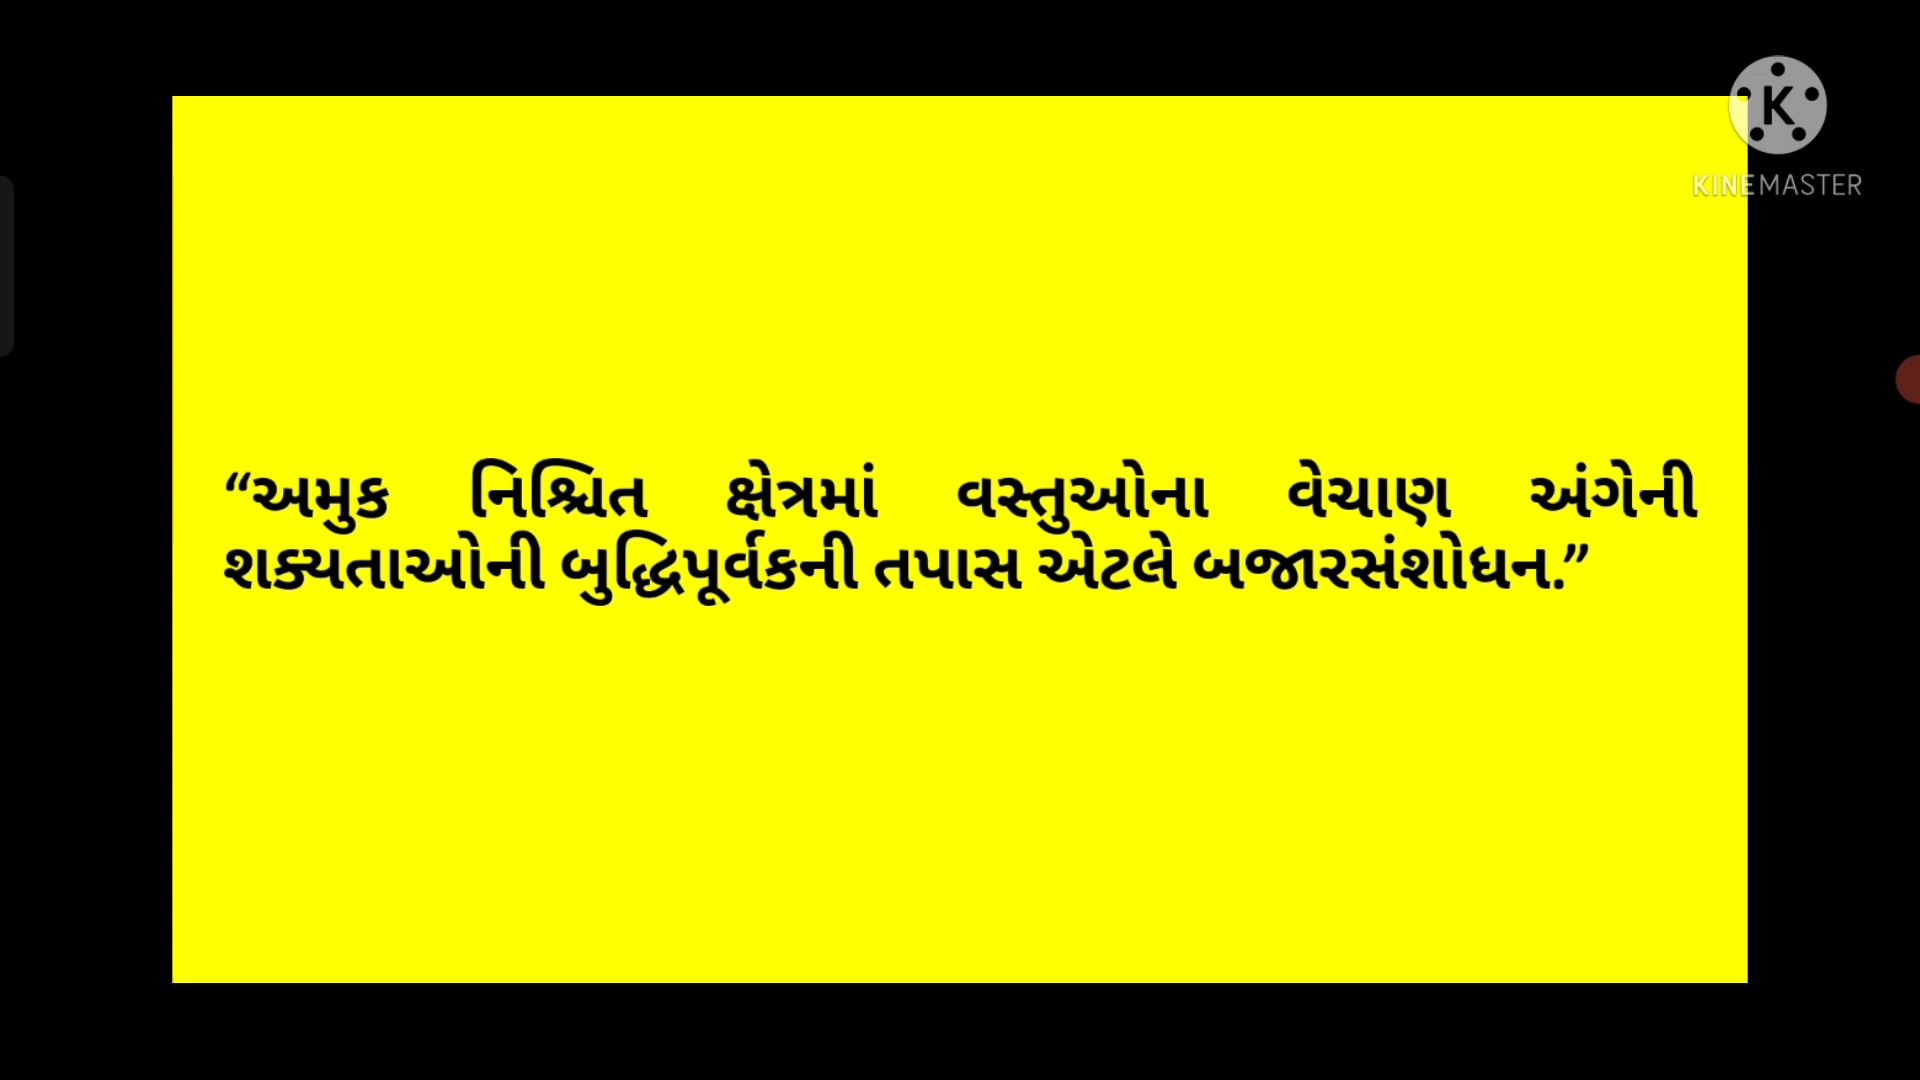 K
KINEMASTER
“અમુક નિશ્ચિત ક્ષેત્રમાં વસ્તુઓના વેચાણ અંગેની
શક્યતાઓની બુદ્ધિપૂર્વકની તપાસ એટલે બજારસંશોધન.”